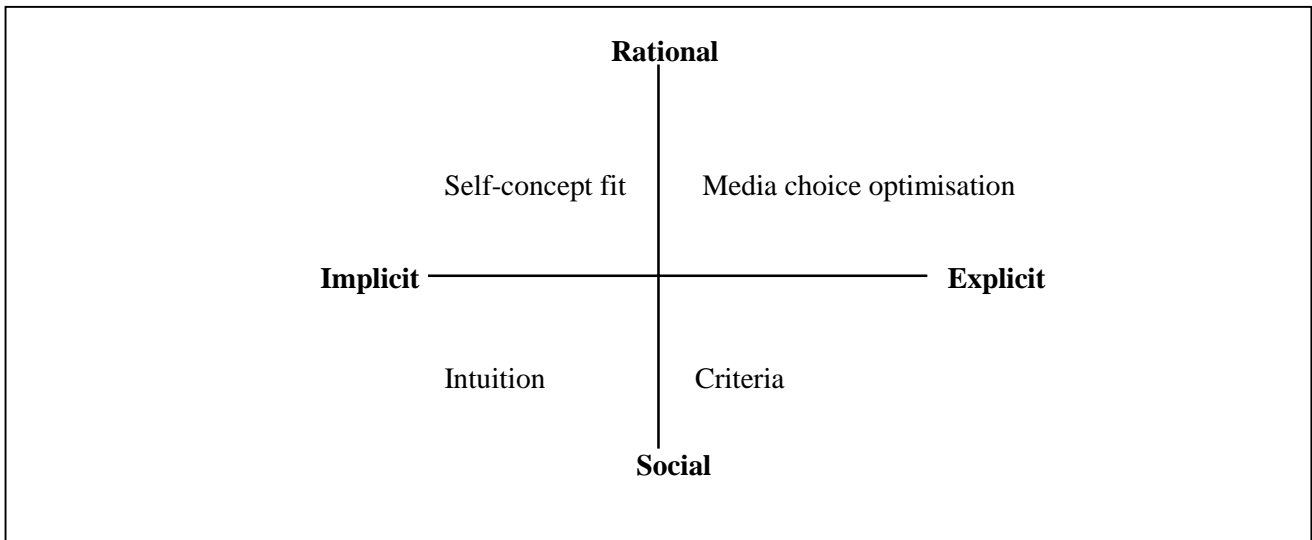 Rational
Self-concept fit Media choice optimisation
Implicit Explicit
Intuition Criteria
Social